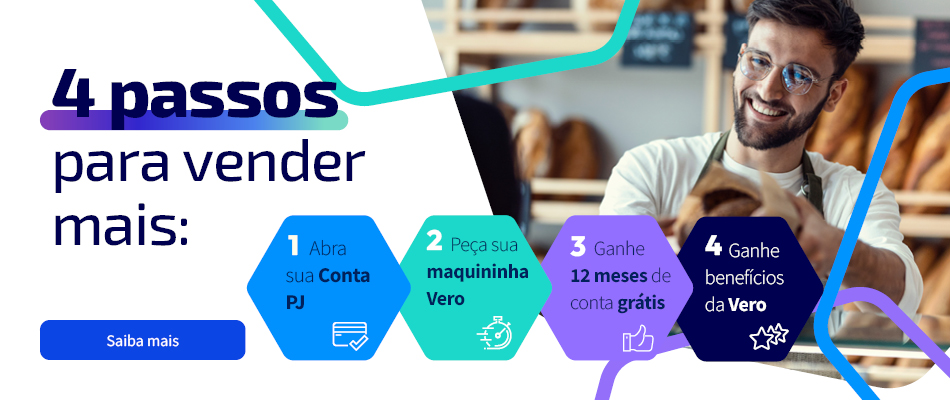 4 passos
para vender
mais:
1 Abra
sua Conta
PJ
2 Peça sua
maquininha
Vero
3 Ganhe
12 meses de
conta grátis
4 Ganhe
benefícios
da Vero
Saiba mais